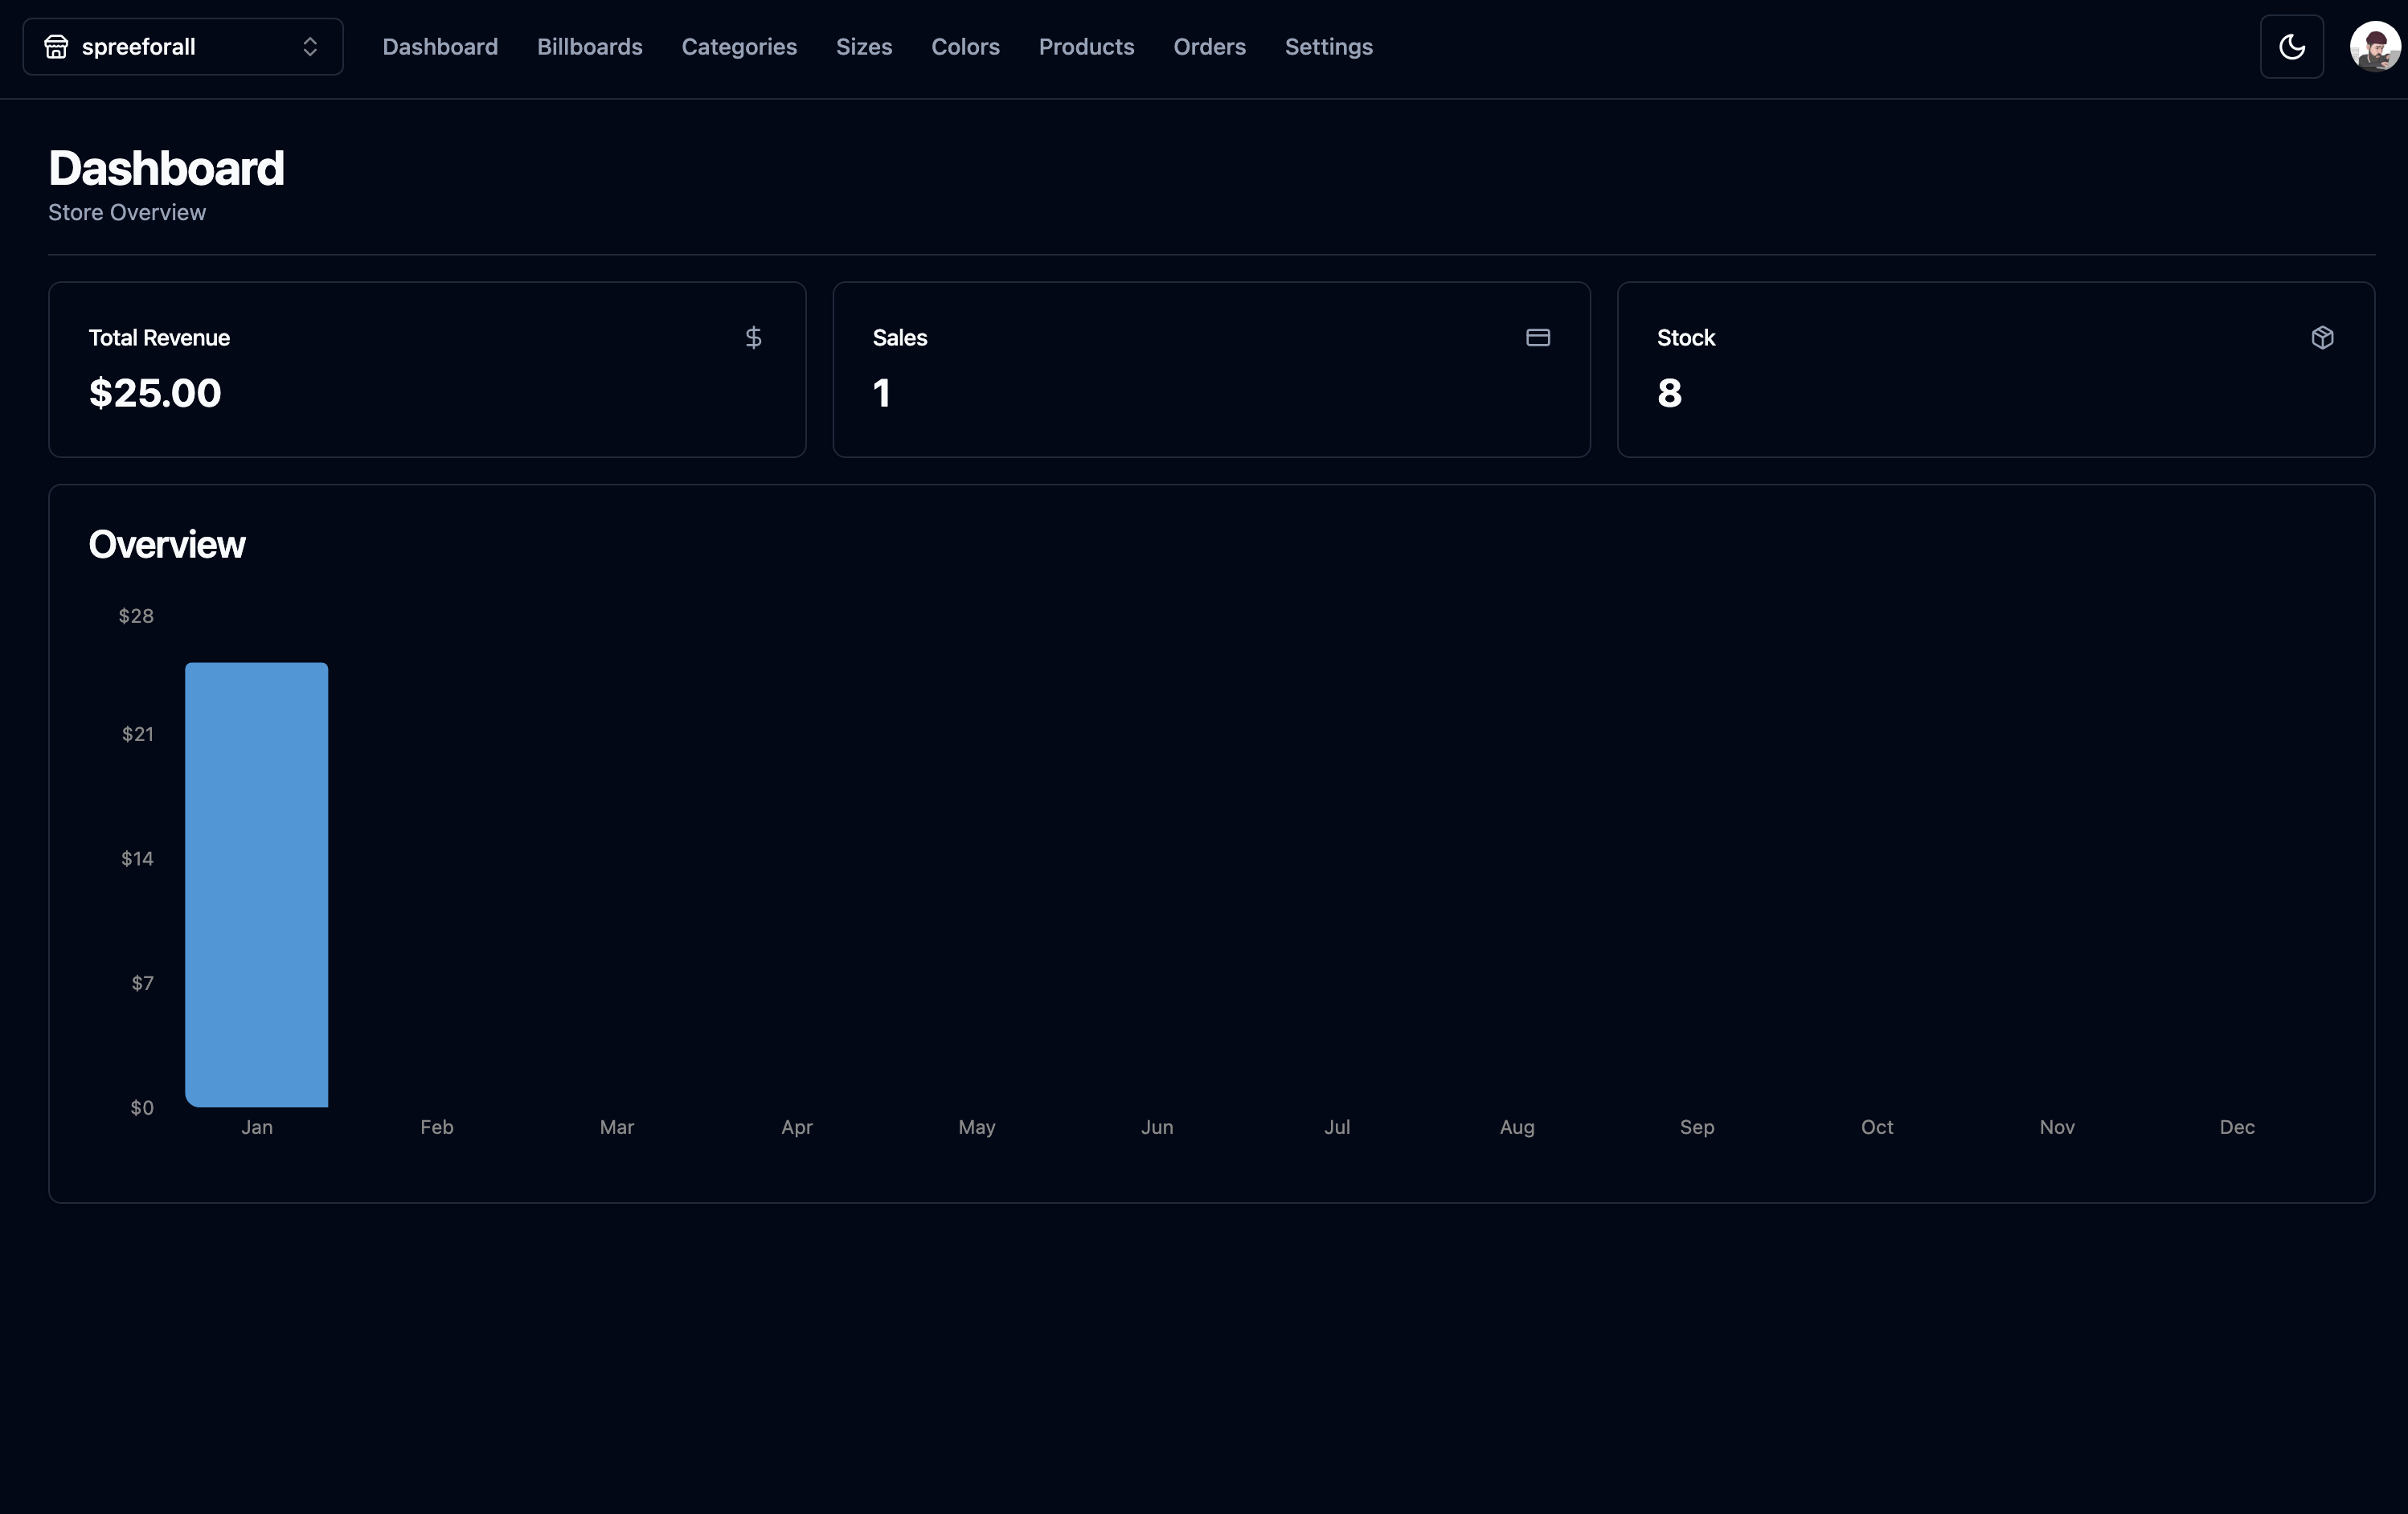 spreeforall Dashboard Billboards Categories Sizes Colors Products Orders Settings
Dashboard
Store Overview
Total Revenue
$25.00
Sales
1
Stock
8
Overview
$28
$21
$14
$7
$0
Jan Feb Mar Apr May Jun Jul Aug Sep Oct Nov Dec